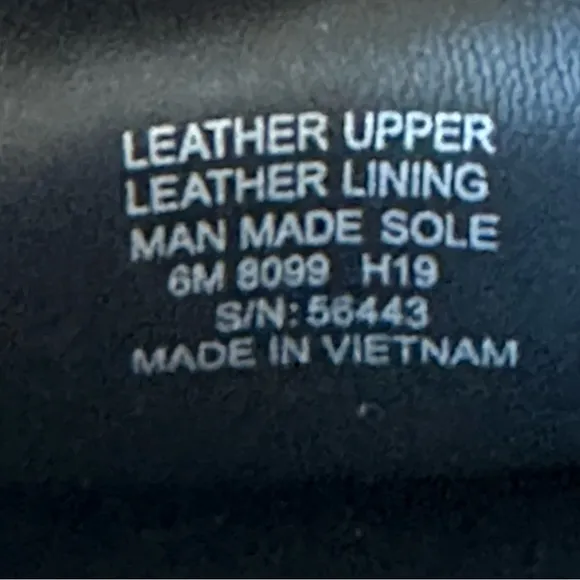 LEATHER UPPER
LEATHER LINING
MAN MADE SOLE
6M 8099 H19
S/N: 56443
MADE IN VIETNAM